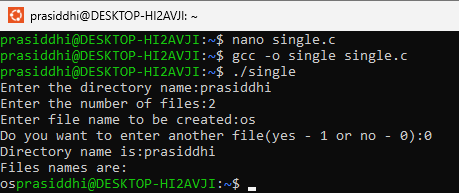 prasiddhi@DESKTOP-HI2AVJI: ~
prasiddhi@DESKTOP-HI2AVJI:~$ nano single.c
prasiddhi@DESKTOP-HI2AVJI:~$ gcc -o single single.c
prasiddhi@DESKTOP-HI2AVJI:~$ ./single
Enter the directory name:prasiddhi
Enter the number of files:2
Enter file name to be created:os
Do you want to enter another file(yes - 1 or no - 0):0
Directory name is:prasiddhi
Files names are:
osprasiddhi@DESKTOP-HI2AVJI:~$